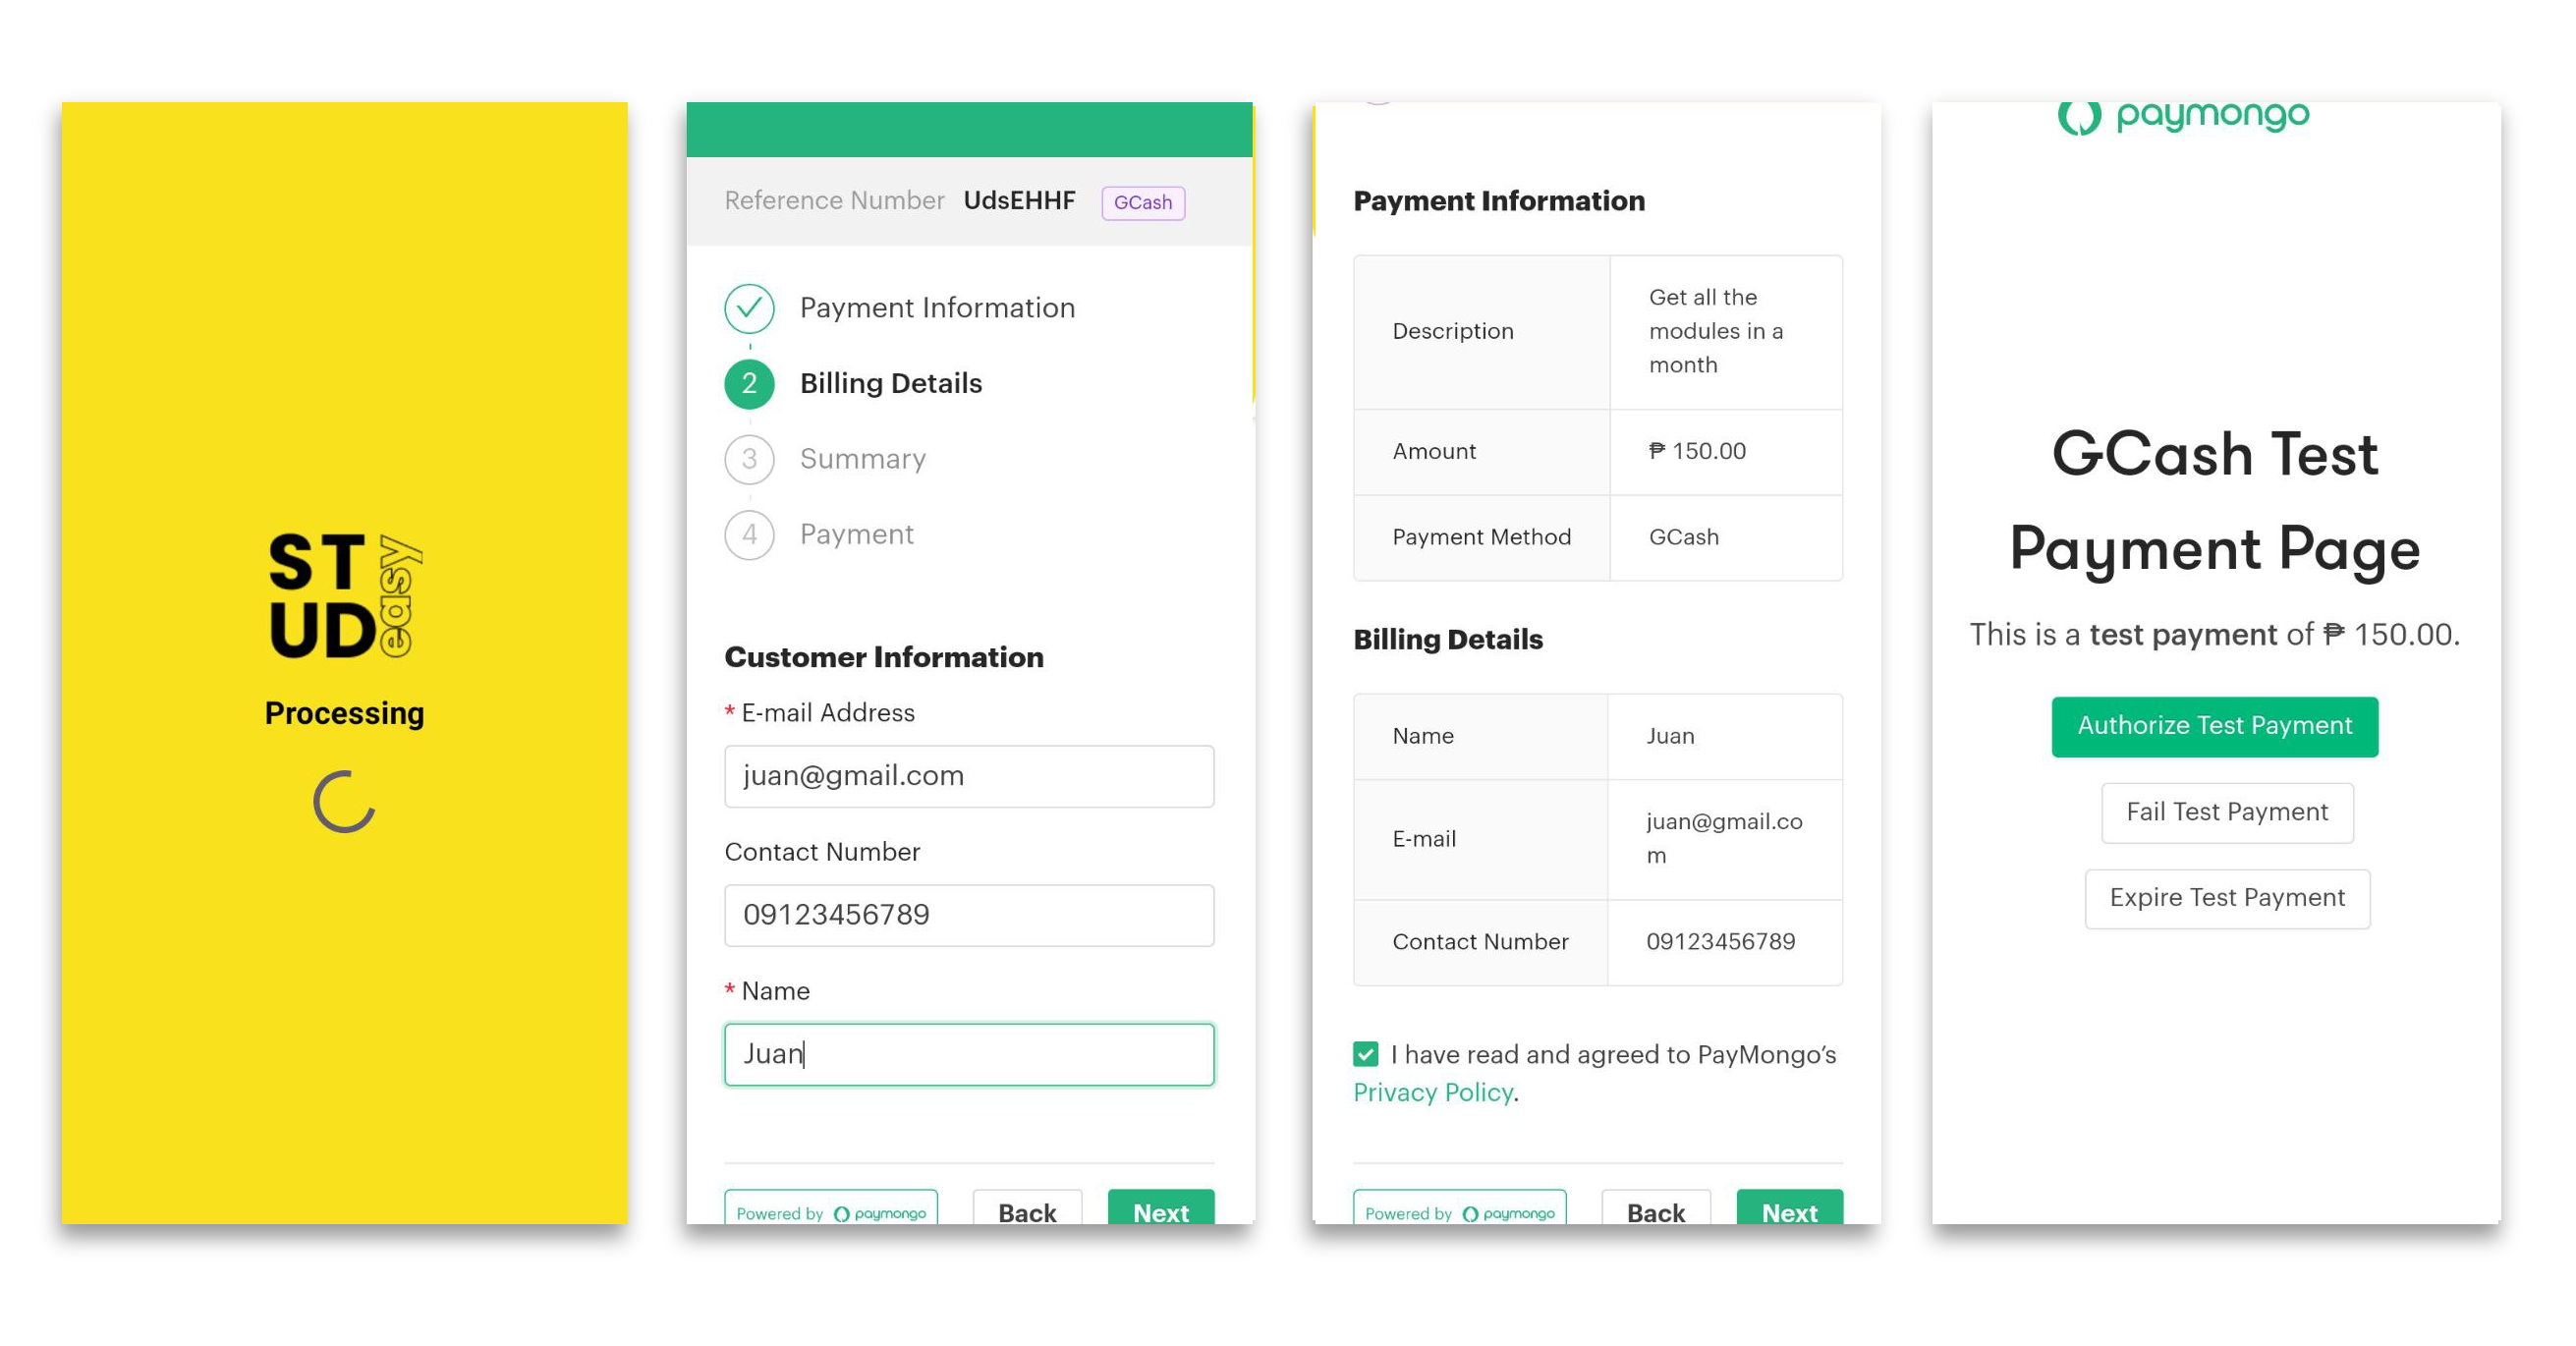 ST
UD
easy
Processing
Reference Number UdsEHHF GCash
Payment Information
2 Billing Details
3 Summary
4 Payment
Customer Information
* E-mail Address
juan@gmail.com
Contact Number
09123456789
* Name
Juan
Powered by paymongo Back Next
Payment Information
Description
Get all the
modules in a
month
Amount ₱ 150.00
Payment Method GCash
Billing Details
Name Juan
E-mail
juan@gmail.co
m
Contact Number 09123456789
I have read and agreed to PayMongo’s
Privacy Policy.
Powered by paymongo Back Next
paymongo
GCash Test
Payment Page
This is a test payment of ₱ 150.00.
Authorize Test Payment
Fail Test Payment
Expire Test Payment